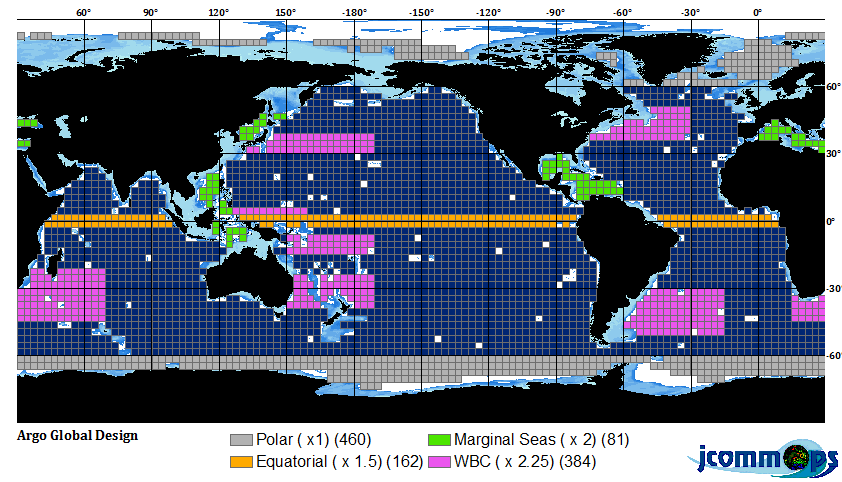 60° 90° 120° 150° -180° -150° -120° -90° -60° -30° 0°
60°
30°
0°
-30°
-60°
Argo Global Design
Polar ( x1) (460)
Marginal Seas ( x 2) (81)
Equatorial ( x 1.5) (162)
WBC ( x 2.25) (384)
jcommops